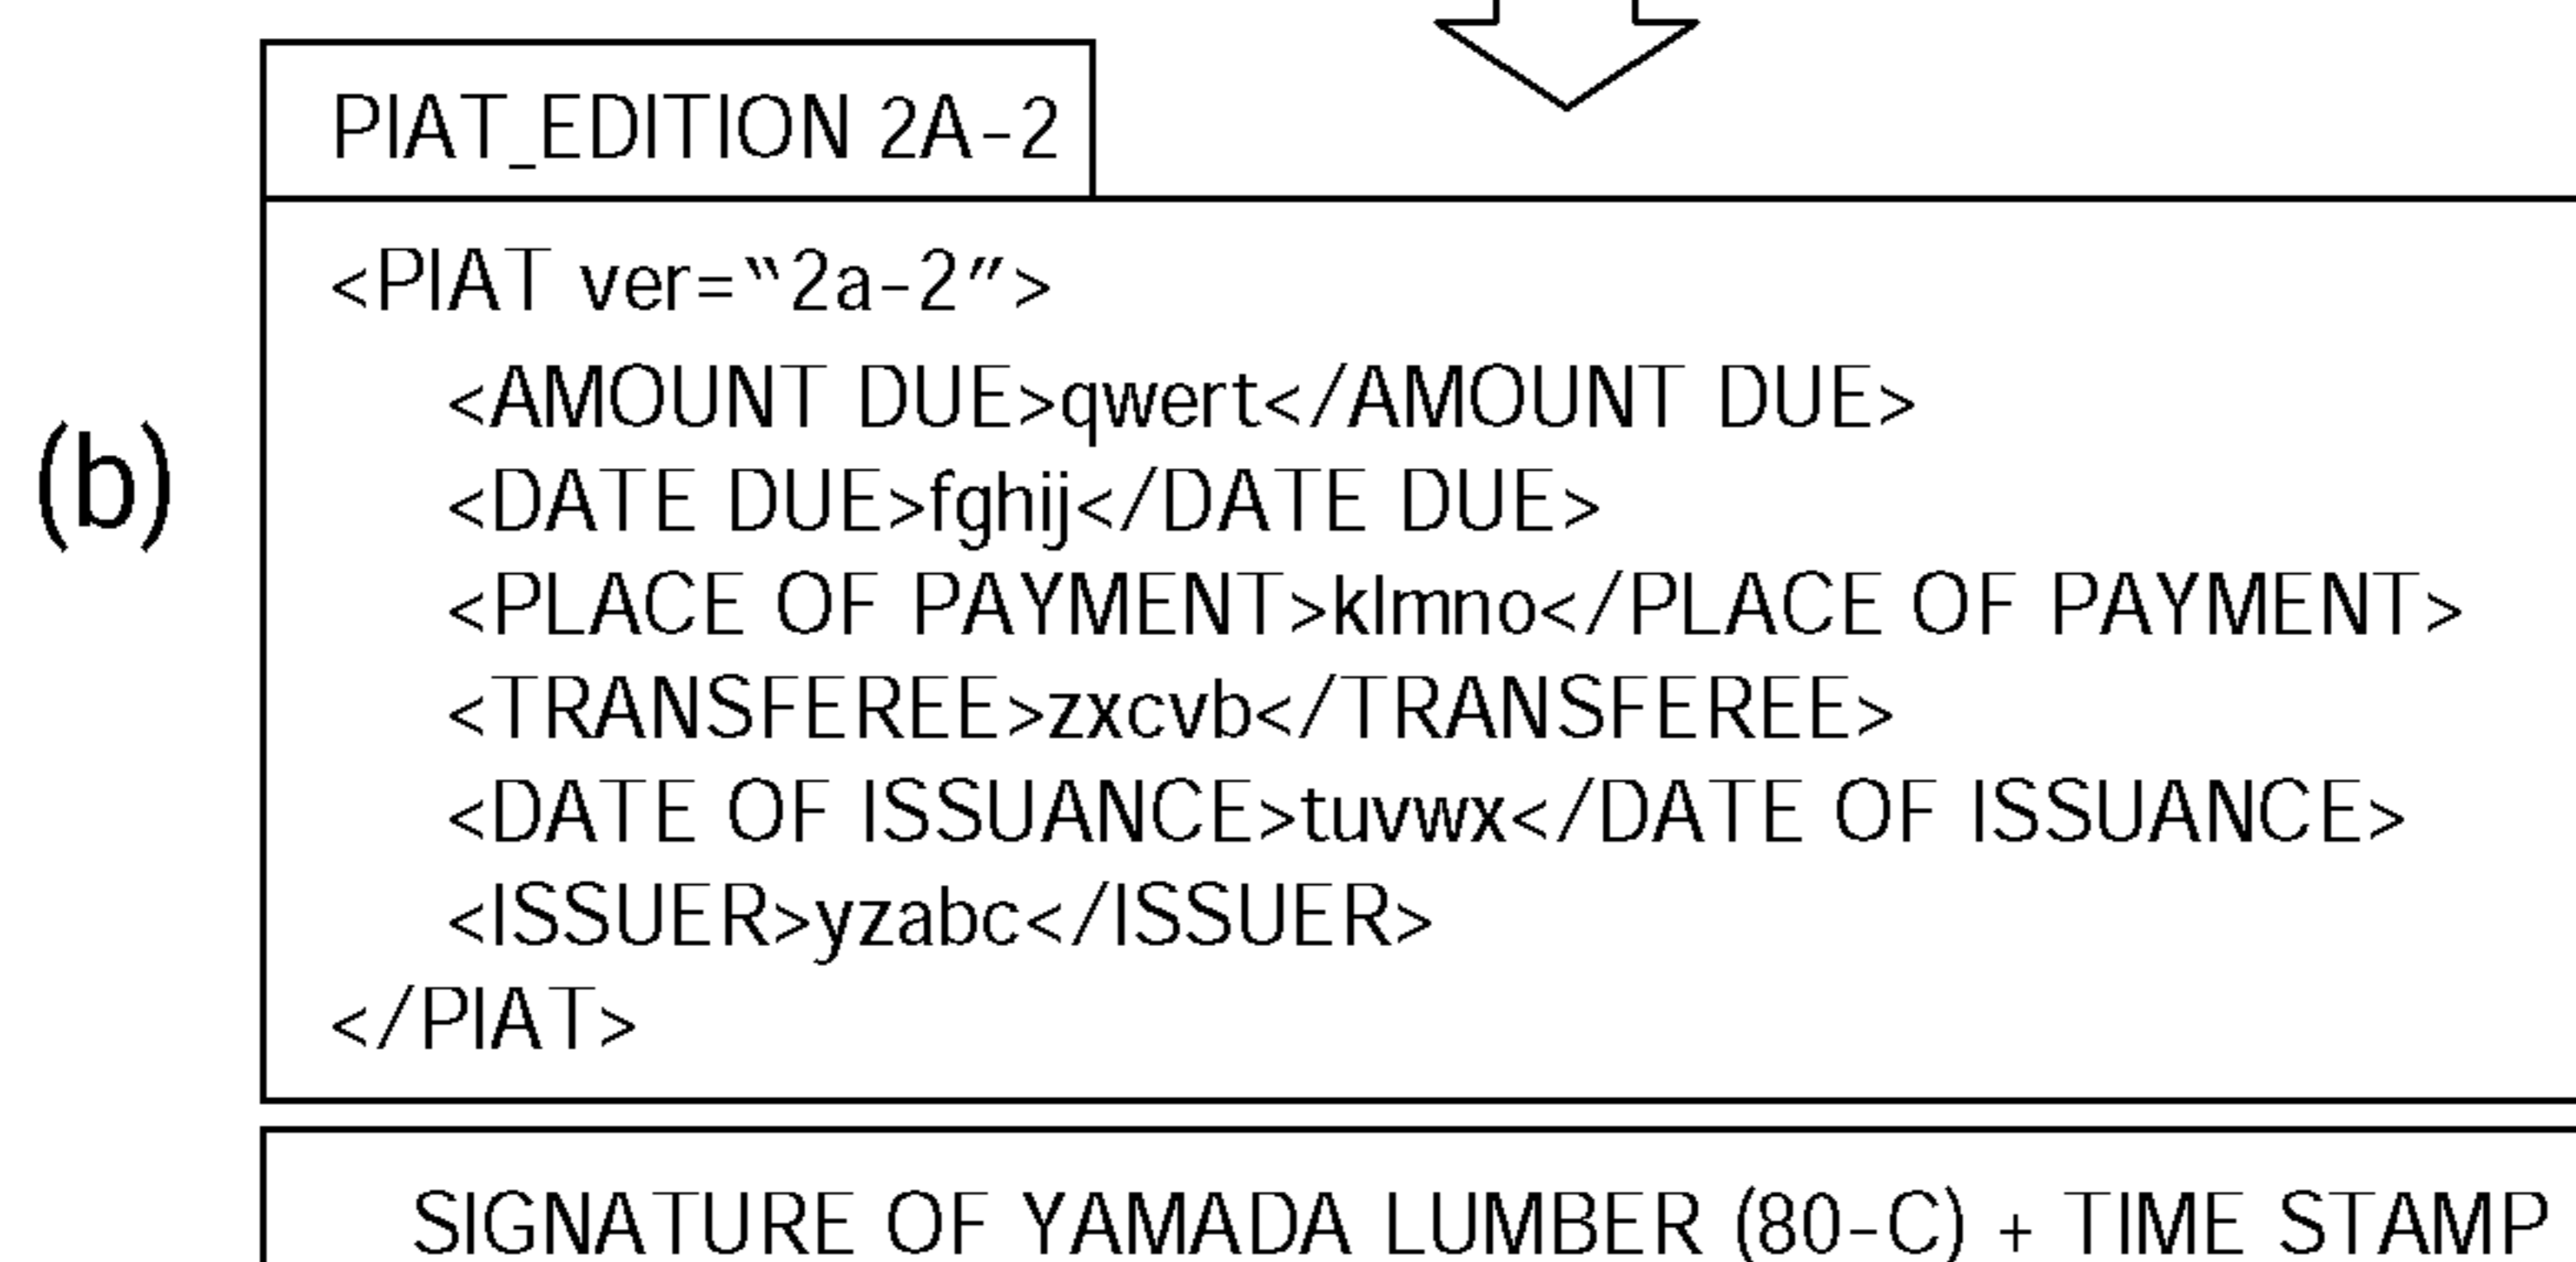 PIAT_EDITION 2A-2
<PIAT ver=“2a-2”>
<AMOUNT DUE>qwert</AMOUNT DUE>
(b)
<DATE DUE>fghij</DATE DUE>
<PLACE OF PAYMENT>klmno</PLACE OF PAYMENT>
<TRANSFEREE>zxcvb</TRANSFEREE>
<DATE OF ISSUANCE>tuvwx</DATE OF ISSUANCE>
<ISSUER>yzabc</ISSUER>
</PIAT>
SIGNATURE OF YAMADA LUMBER (80-C) + TIME STAMP